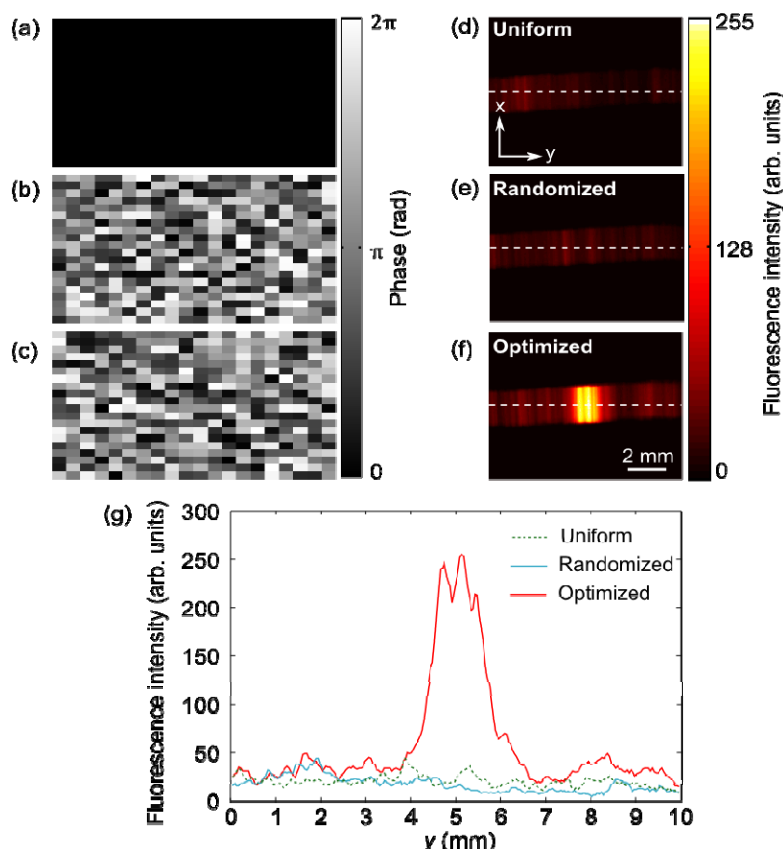 (a)
(b)
(c)
2π
π
0
Phase (rad)
(d)
Uniform
x
y
(e)
Randomized
(f)
Optimized
2 mm
255
128
0
Fluorescence intensity (arb. units)
(g)
300
250
200
150
100
50
0
Fluorescence intensity (arb. units)
Uniform
Randomized
Optimized
0 1 2 3 4 5 6 7 8 9 10
y (mm)